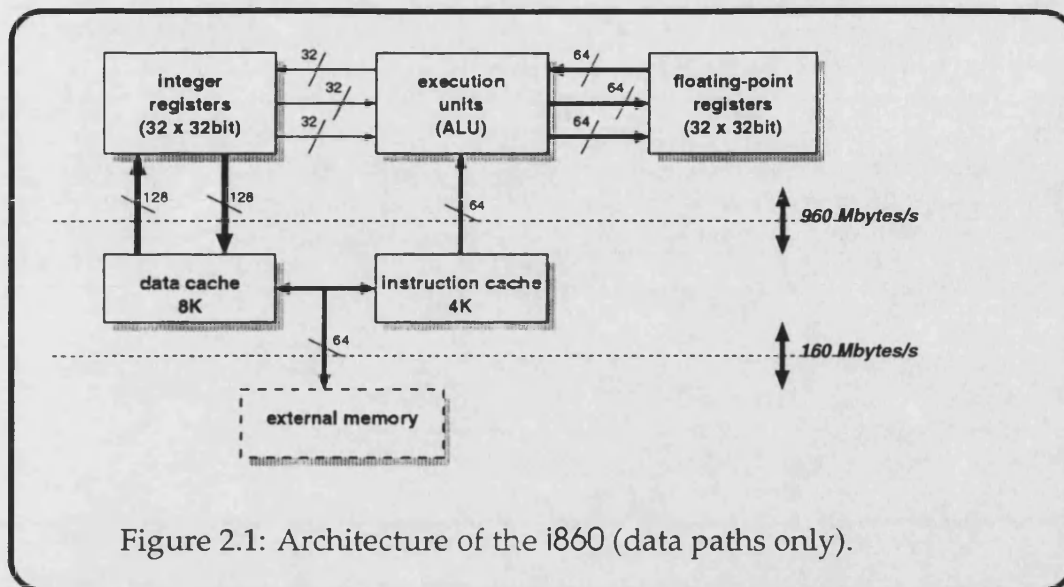 32
64
integer
registers
(32 x 32bit)
32
32
execution
units
(ALU)
64
64
floating-point
registers
(32 x 32bit)
128
128
64
960 Mbytes/s
data cache
8K
instruction cache
4K
64
160 Mbytes/s
external memory
Figure 2.1: Architecture of the i860 (data paths only).